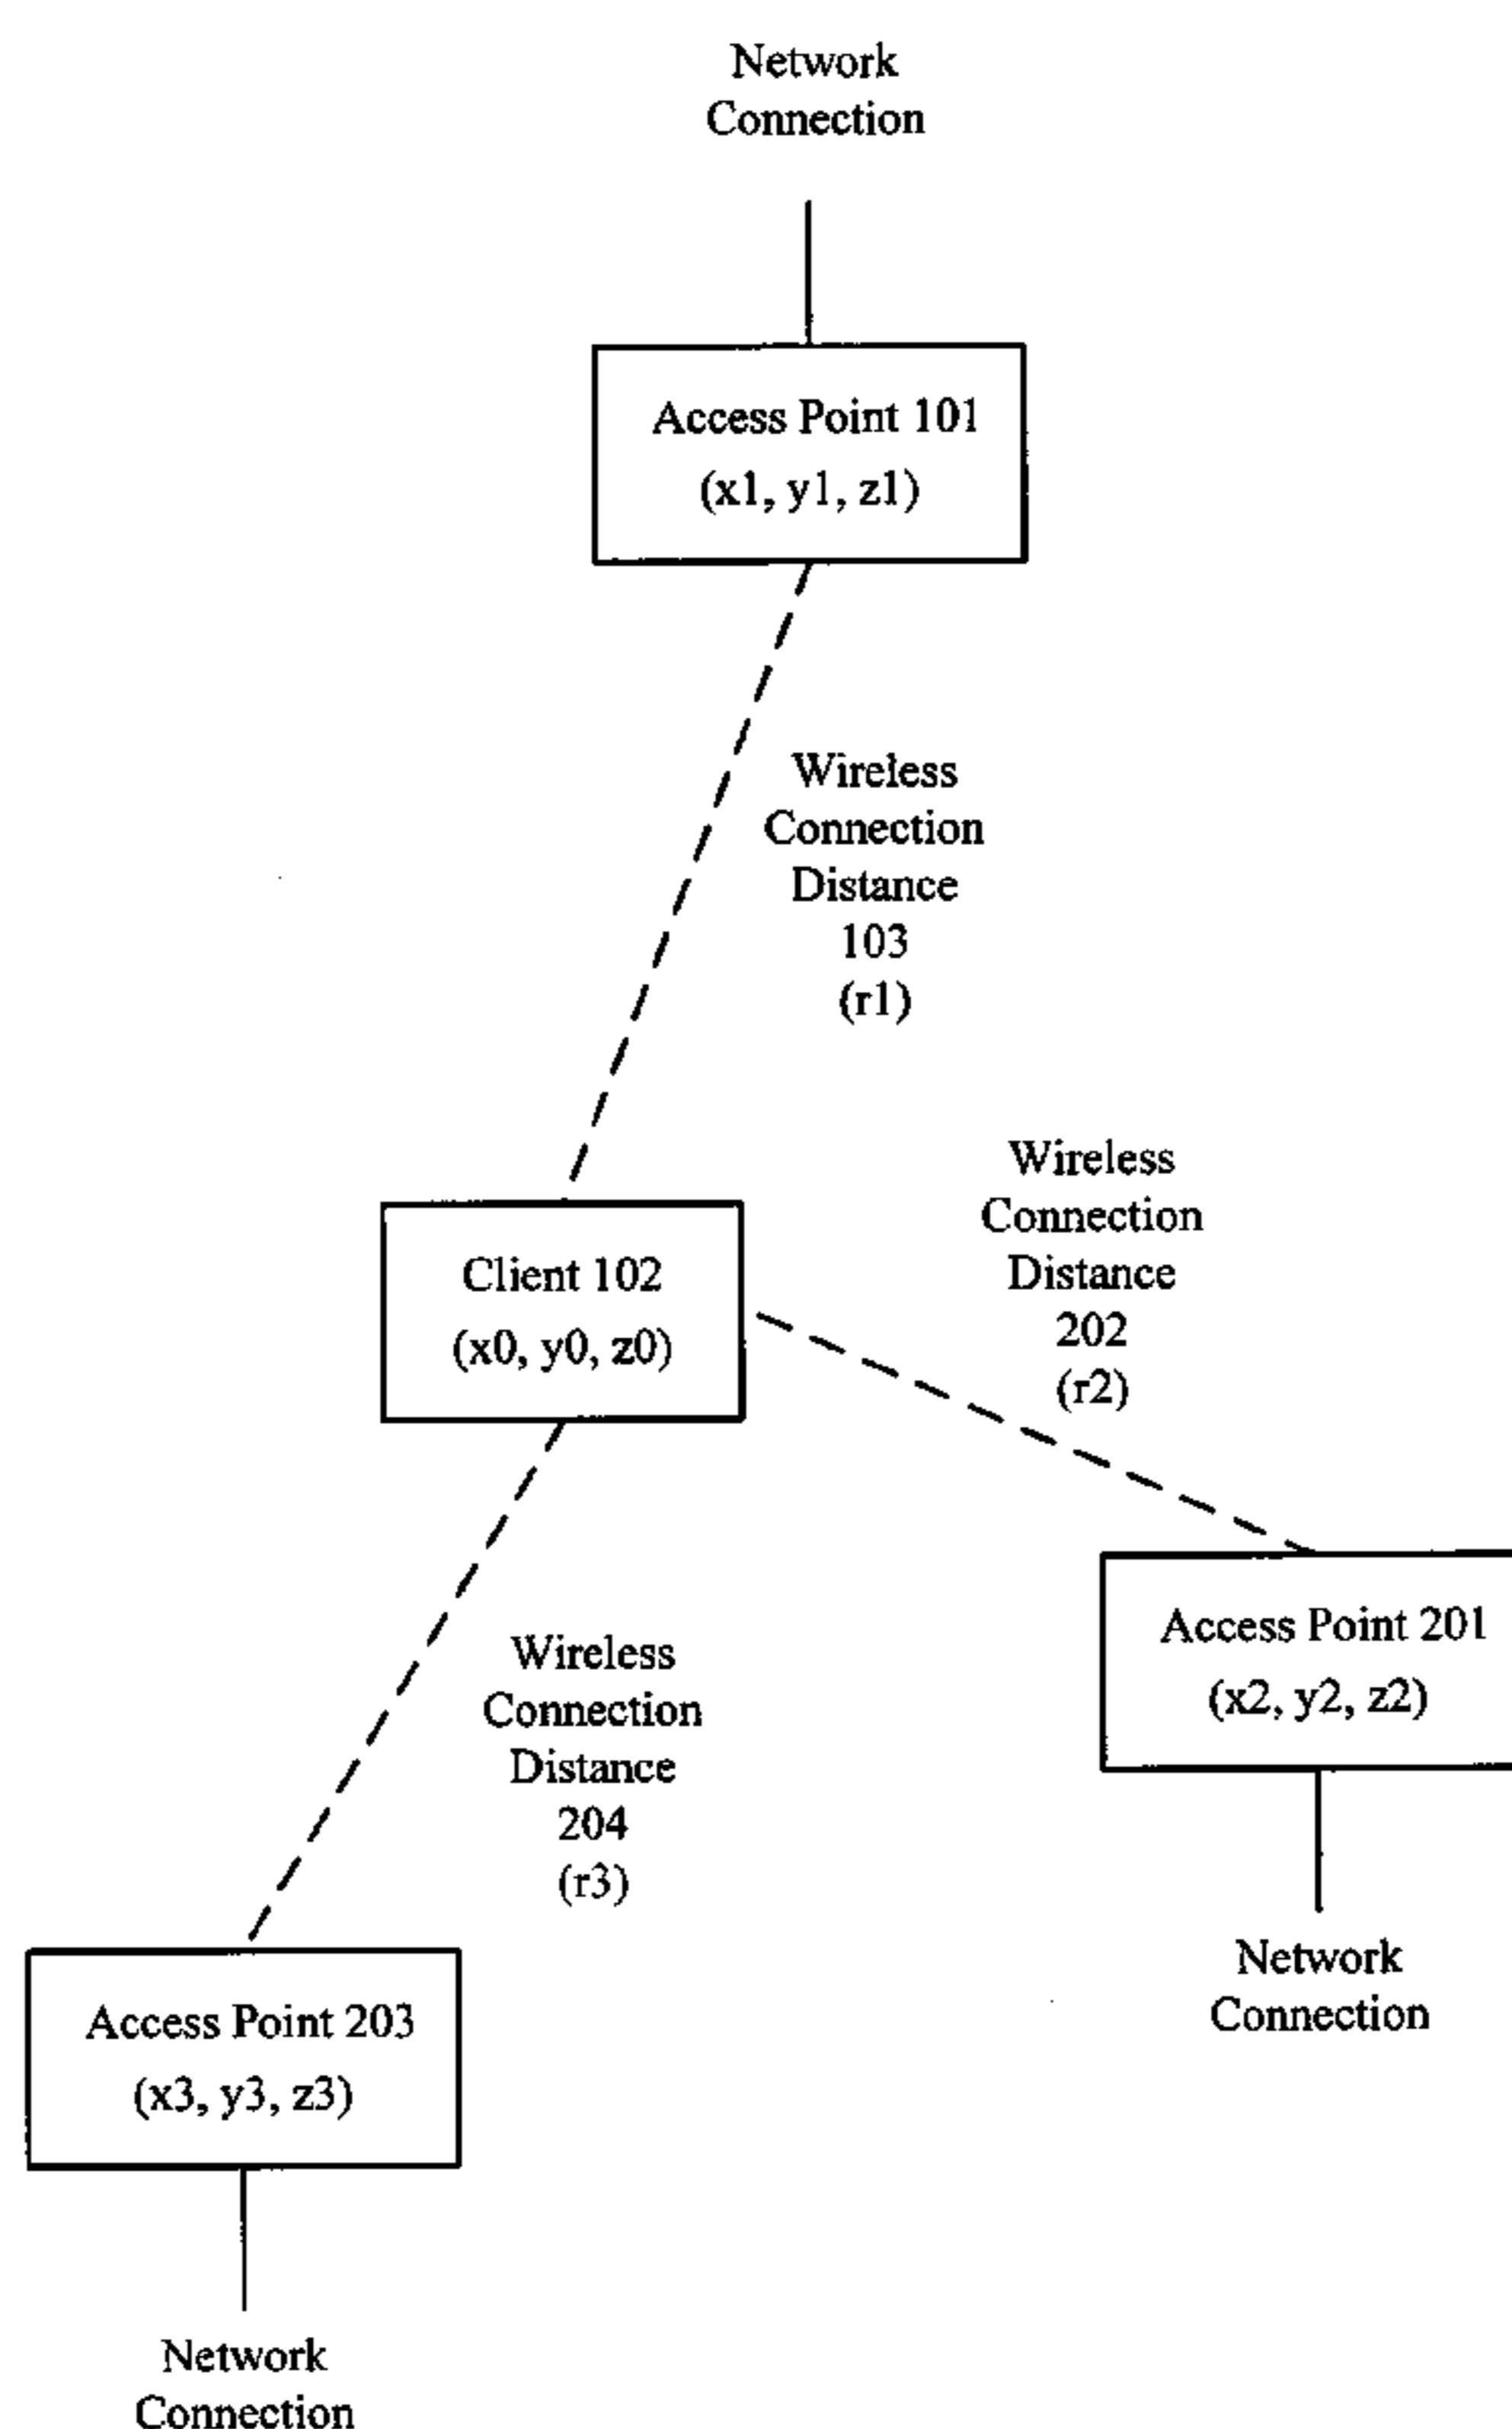 Network
Connection
Access Point 101
(x1, y1, z1)
Wireless
Connection
Distance
103
(r1)
Client 102
(x0, y0, z0)
Wireless
Connection
Distance
202
(r2)
Access Point 201
(x2, y2, z2)
Network
Connection
Wireless
Connection
Distance
204
(r3)
Access Point 203
(x3, y3, z3)
Network
Connection